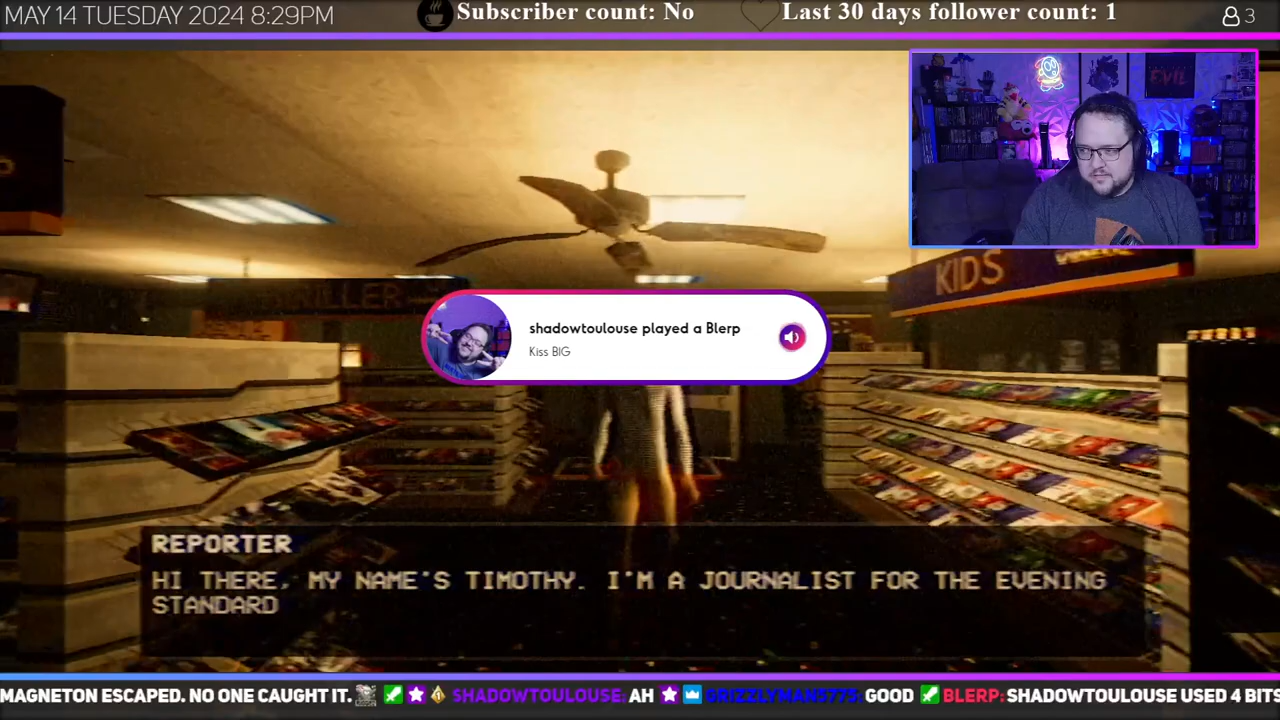 MAY 14 TUESDAY 2024 8:29PM
Subscriber count: No
Last 30 days follower count: 1
3
EVIL
KIDS
THRILLER
shadowtoulouse played a Blerp
Kiss BIG
REPORTER
HI THERE, MY NAME'S TIMOTHY. I'M A JOURNALIST FOR THE EVENING
STANDARD
MAGNETON ESCAPED. NO ONE CAUGHT IT. SHADOWTOULOUSE: AH GRIZZLYMAN5775: GOOD BLERP: SHADOWTOULOUSE USED 4 BITS